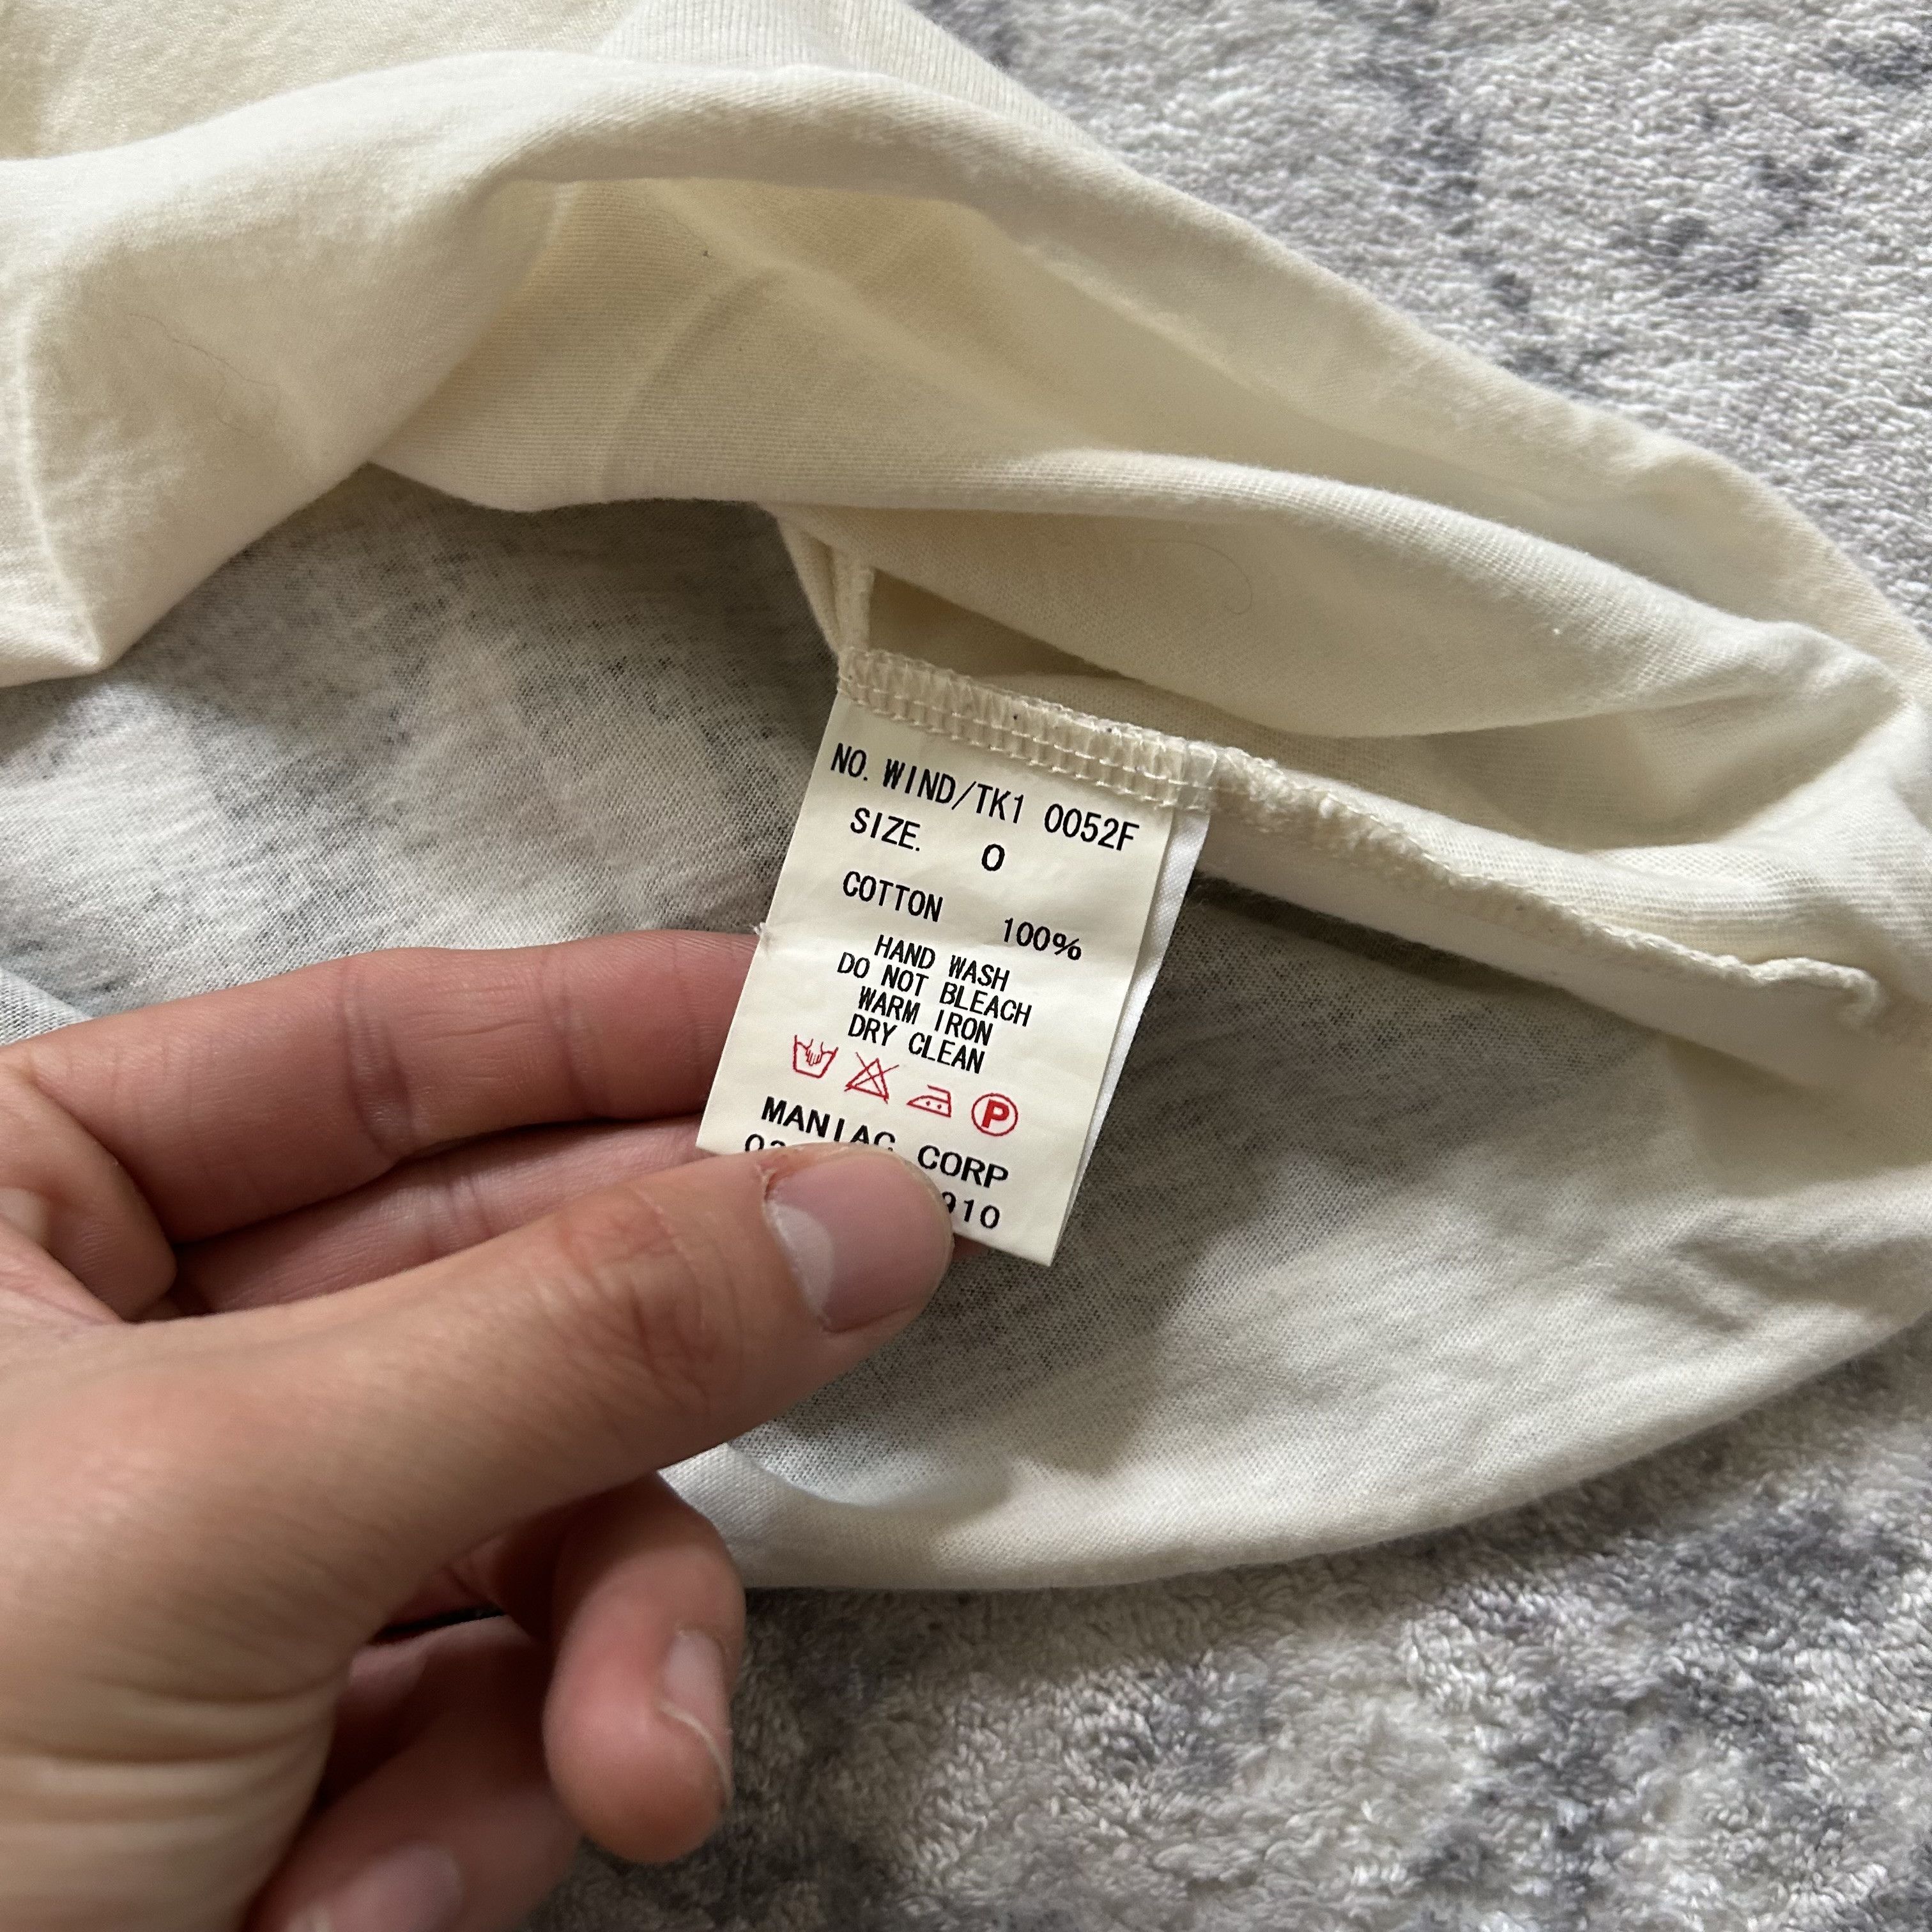 NO. WIND/TK1 0052F
SIZE. 0
COTTON 100%
HAND WASH
DO NOT BLEACH
WARM IRON
DRY CLEAN
P
MANIAC CORP